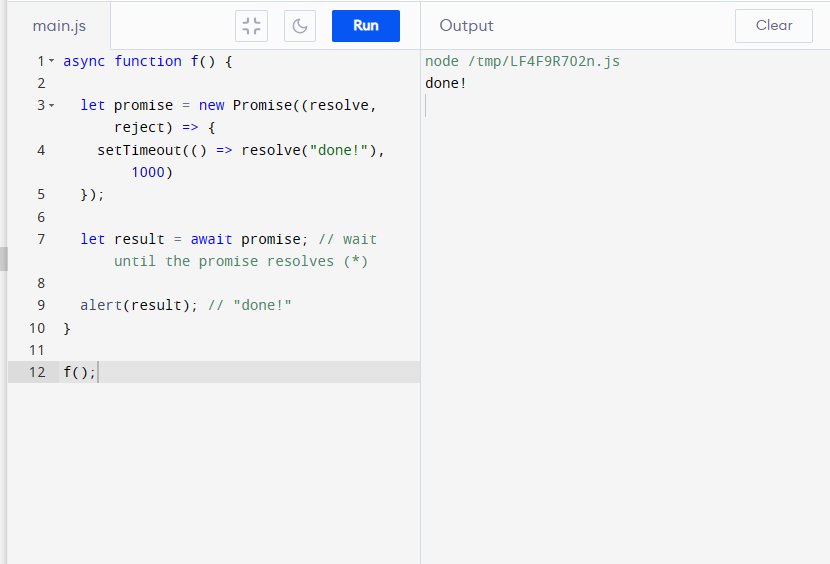 main.js Run Output Clear
1 async function f() {
2
3 let promise = new Promise((resolve,
reject) => {
4 setTimeout(() => resolve("done!"),
1000)
5 });
6
7 let result = await promise; // wait
until the promise resolves (*)
8
9 alert(result); // "done!"
10 }
11
12 f();
node /tmp/LF4F9R7O2n.js
done!